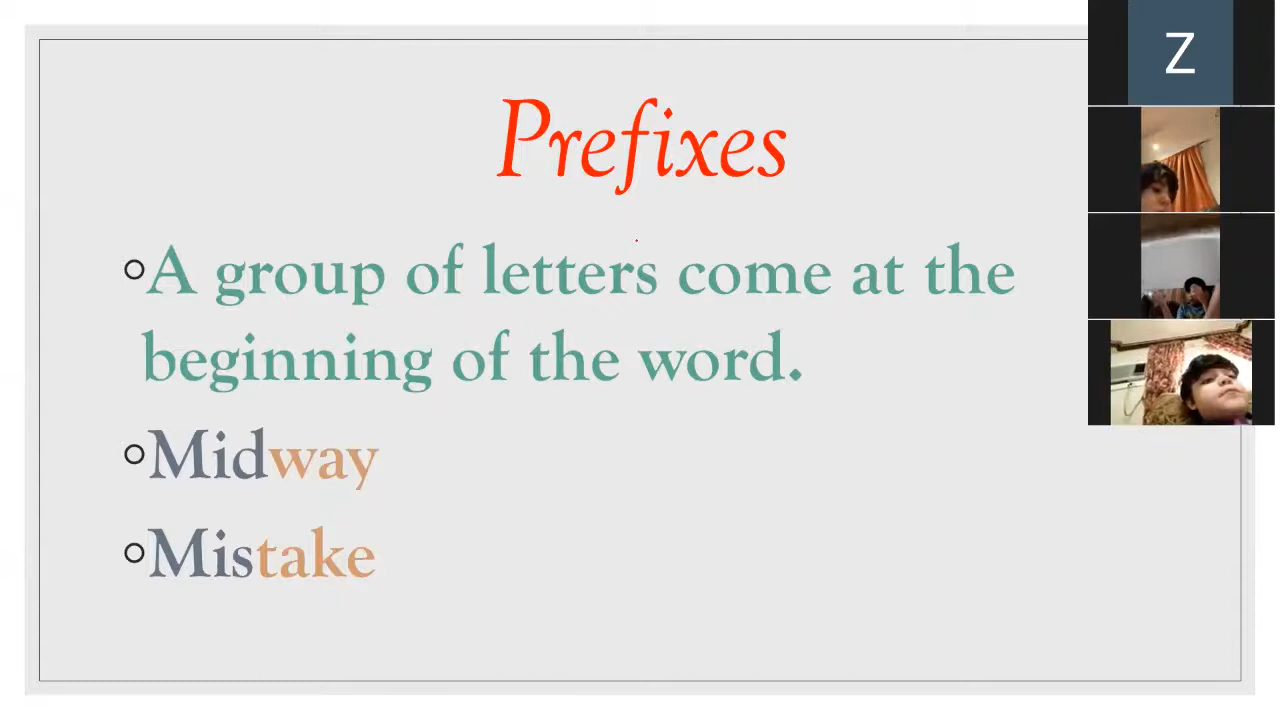 Prefixes
A group of letters come at the
beginning of the word.
Midway
Mistake
Z